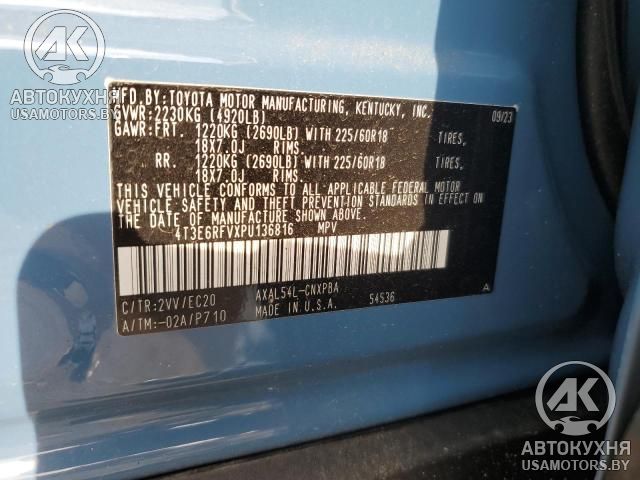 AK
АВТОКУХНЯ
USAMOTORS.BY
MFD. BY: TOYOTA MOTOR MANUFACTURING, KENTUCKY, INC.
GVWR: 2230KG (4920LB) 09/23
GAWR: FRT. 1220KG (2690LB) WITH 225/60R18 TIRES,
18X7.0J RIMS.
RR. 1220KG (2690LB) WITH 225/60R18 TIRES,
18X7.0J RIMS.
THIS VEHICLE CONFORMS TO ALL APPLICABLE FEDERAL MOTOR
VEHICLE SAFETY AND THEFT PREVENTION STANDARDS IN EFFECT ON
THE DATE OF MANUFACTURE SHOWN ABOVE.
4T3E6RFVXPU136816 MPV
C/TR:2VV/EC20 AXAL54L-CNXPBA
A/TM:-02A/P710 MADE IN U.S.A. 54536 A
AK
АВТОКУХНЯ
USAMOTORS.BY